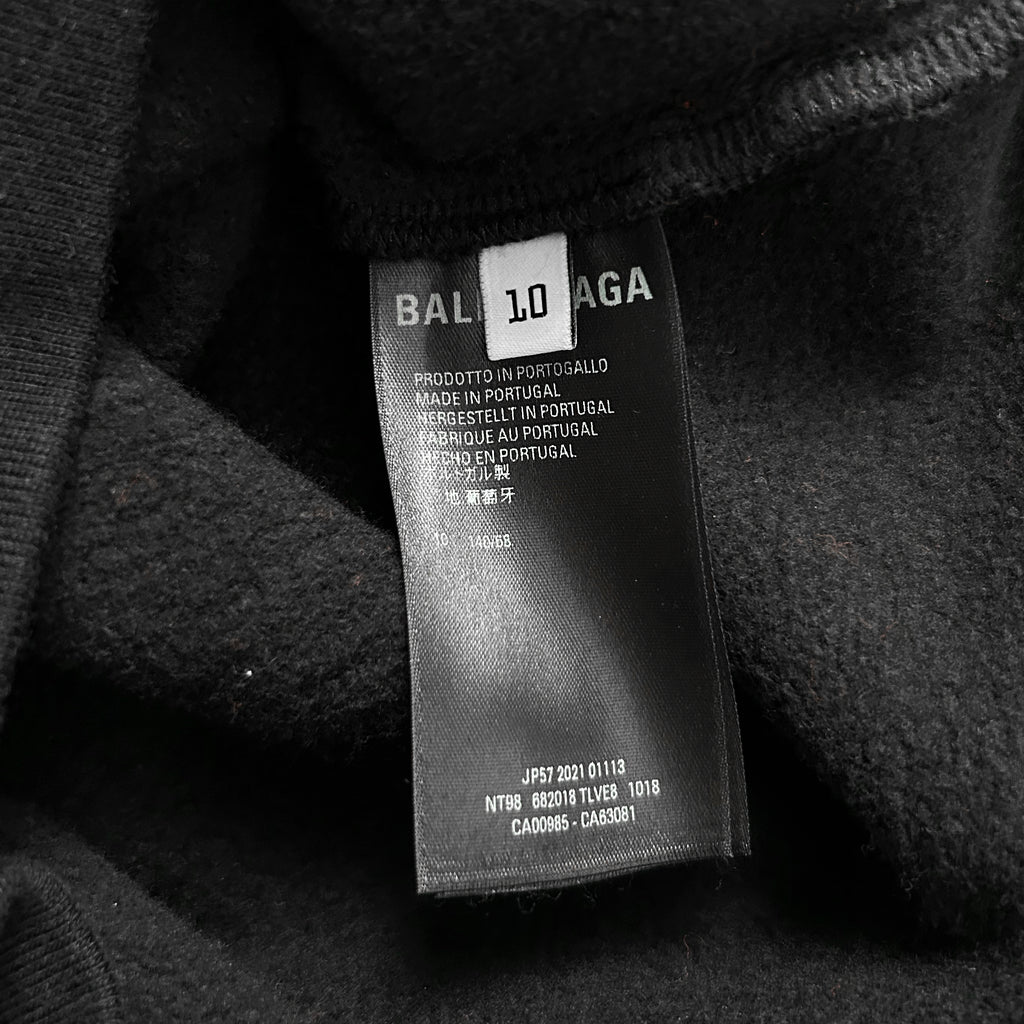 10
BAL AGA
PRODOTTO IN PORTOGALLO
MADE IN PORTUGAL
HERGESTELLT IN PORTUGAL
FABRIQUE AU PORTUGAL
HECHO EN PORTUGAL
ポルトガル製
地 葡萄牙
10 140/68
JP57 2021 01113
NT98 682018 TLVE8 1018
CA00985 - CA63081